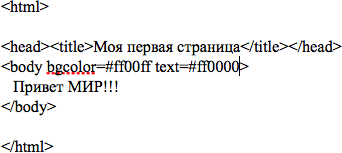 <html>
<head><title>Моя первая страница</title></head>
<body bgcolor=#ff00ff text=#ff0000>
Привет МИР!!!
</body>
</html>